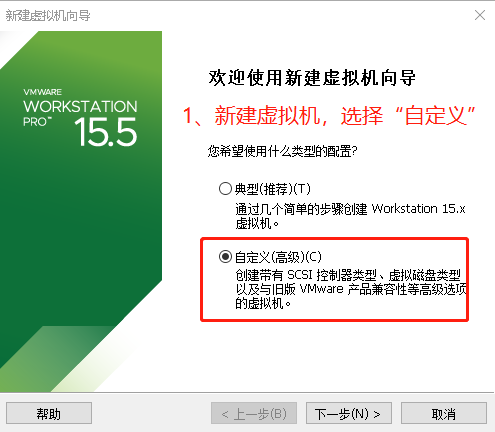 新建虚拟机向导
VMWARE
WORKSTATION
PRO™
15.5
欢迎使用新建虚拟机向导
1、新建虚拟机，选择“自定义”
您希望使用什么类型的配置?
典型(推荐)(T)
通过几个简单的步骤创建 Workstation 15.x
虚拟机。
自定义(高级)(C)
创建带有 SCSI 控制器类型、虚拟磁盘类型
以及与旧版 VMware 产品兼容性等高级选项
的虚拟机。
帮助
< 上一步(B)
下一步(N) >
取消